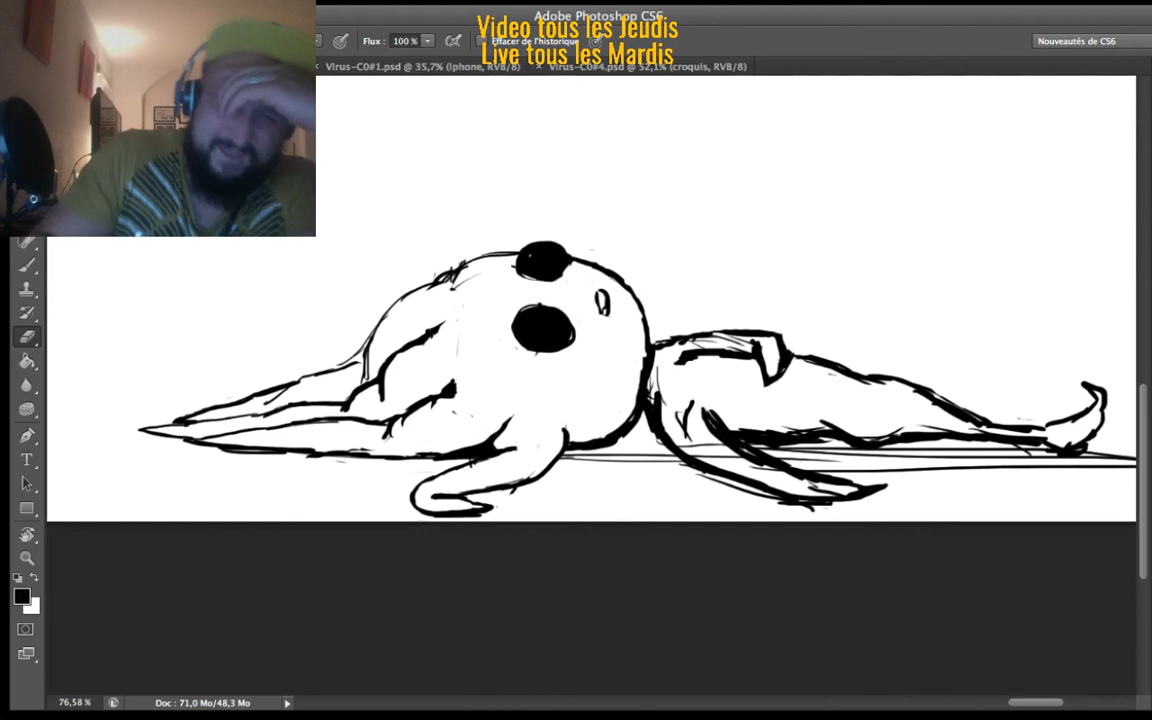 Adobe Photoshop CS6
Video tous les Jeudis
Live tous les Mardis
Flux : 100 %
Effacer de l'historique
Nouveautés de CS6
Virus-C0#1.psd @ 35,7% (iphone, RVB/8)
Virus-C0#4.psd @ 52,1% (croquis, RVB/8)
76,58 %
Doc : 71,0 Mo/48,3 Mo